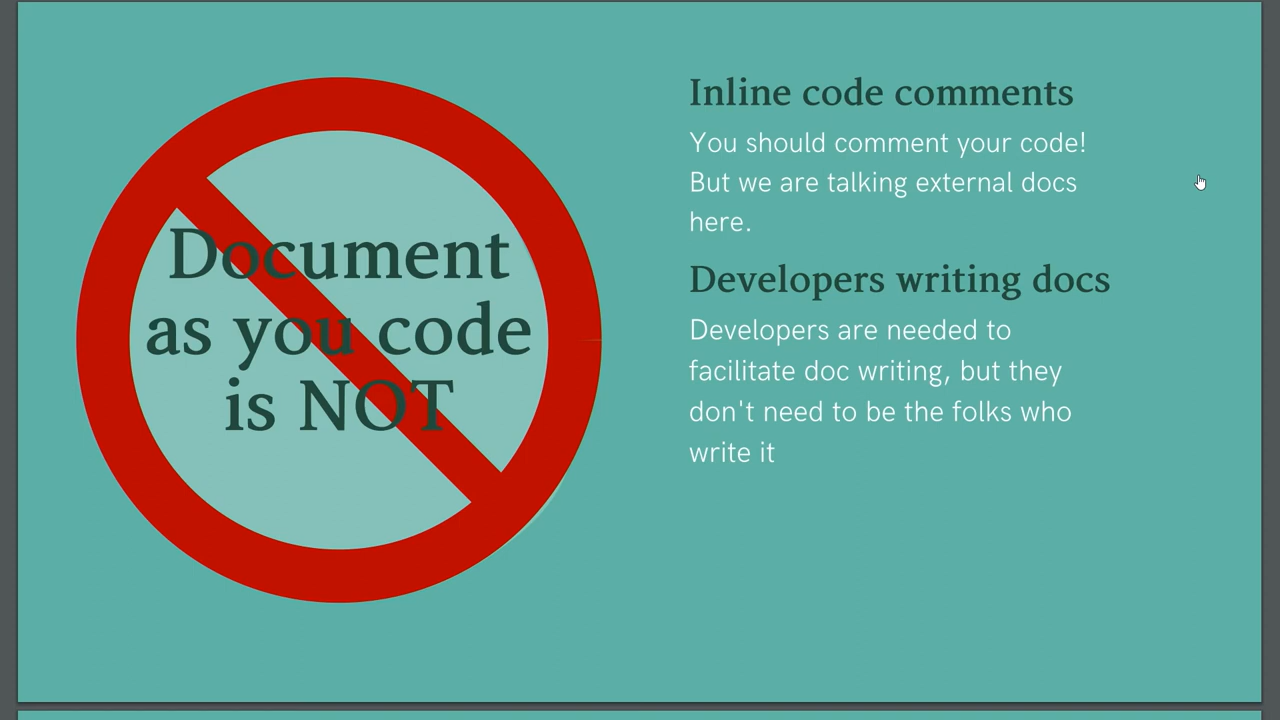 Document
as you code
is NOT
Inline code comments
You should comment your code!
But we are talking external docs
here.
Developers writing docs
Developers are needed to
facilitate doc writing, but they
don't need to be the folks who
write it